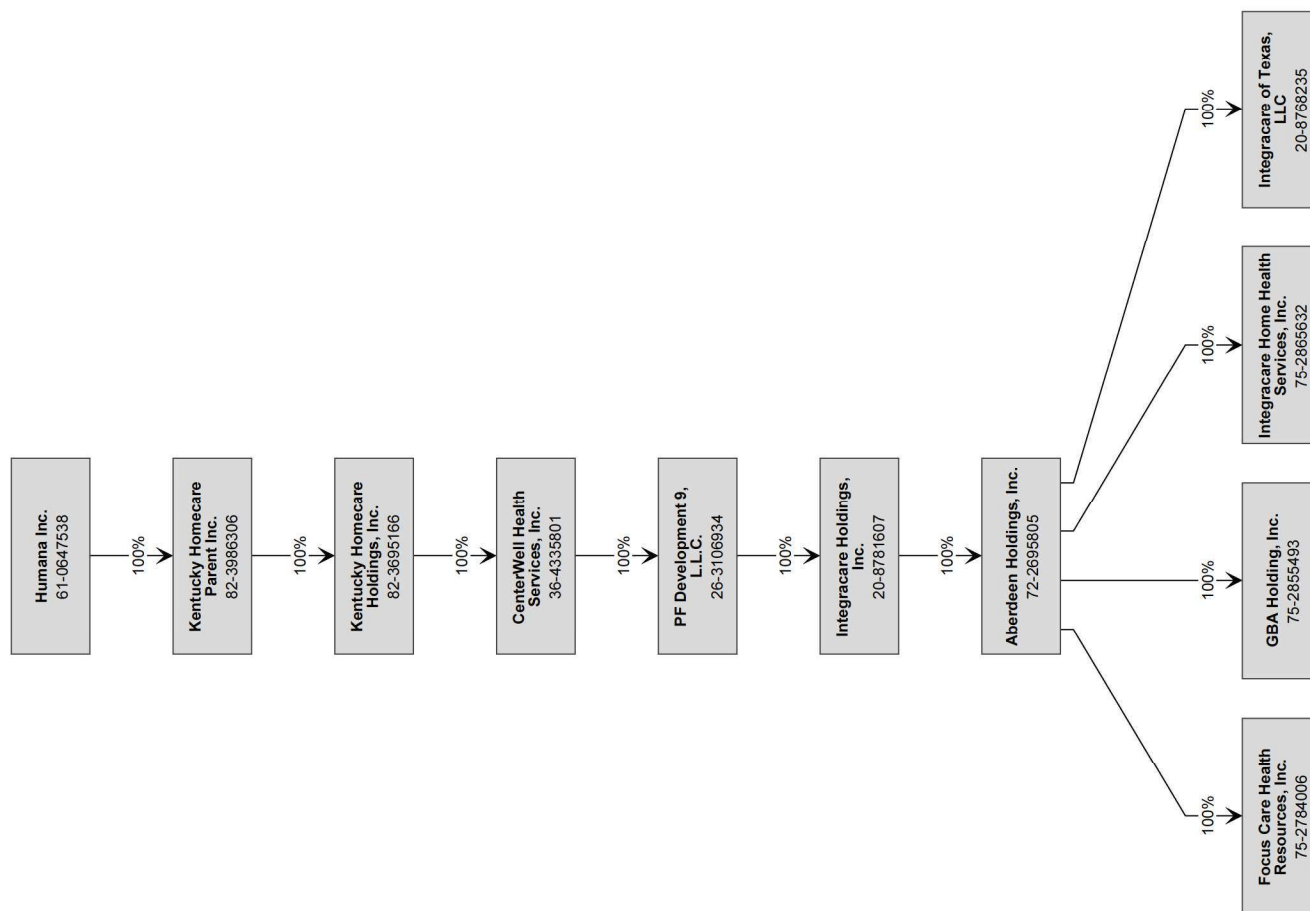 Humana Inc.
61-0647538
100%
Kentucky Homecare
Parent Inc.
82-3986306
100%
Kentucky Homecare
Holdings, Inc.
82-3695166
100%
CenterWell Health
Services, Inc.
36-4335801
100%
PF Development 9,
L.L.C.
26-3106934
100%
Integracare Holdings,
Inc.
20-8781607
100%
Aberdeen Holdings, Inc.
72-2695805
100%
100%
100%
100%
Focus Care Health
Resources, Inc.
75-2784006
GBA Holding, Inc.
75-2855493
Integracare Home Health
Services, Inc.
75-2865632
Integracare of Texas,
LLC
20-8768235